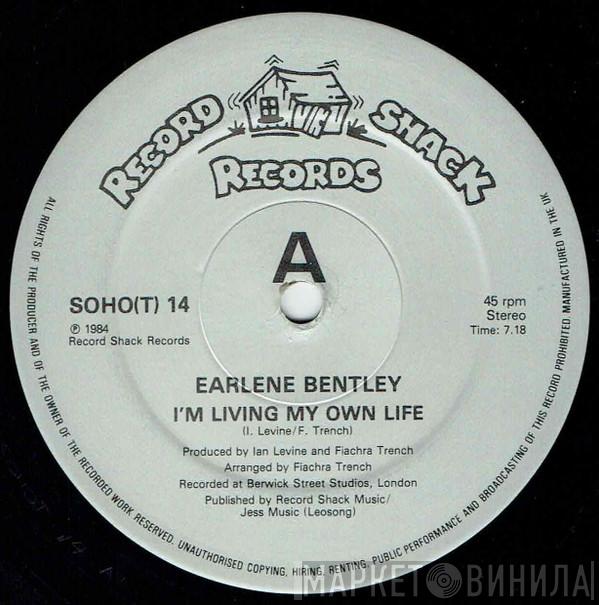 RECORD SHACK
RECORDS
A
SOHO(T) 14
℗ 1984
Record Shack Records
45 rpm
Stereo
Time: 7.18
EARLENE BENTLEY
I'M LIVING MY OWN LIFE
(I. Levine/F. Trench)
Produced by Ian Levine and Fiachra Trench
Arranged by Fiachra Trench
Recorded at Berwick Street Studios, London
Published by Record Shack Music/
Jess Music (Leosong)
ALL RIGHTS OF THE PRODUCER AND OF THE OWNER OF THE RECORDED WORK RESERVED. UNAUTHORISED COPYING, HIRING, RENTING, PUBLIC PERFORMANCE AND BROADCASTING OF THIS RECORD PROHIBITED. MANUFACTURED IN THE UK
МАРКЕТ ВИНИЛА